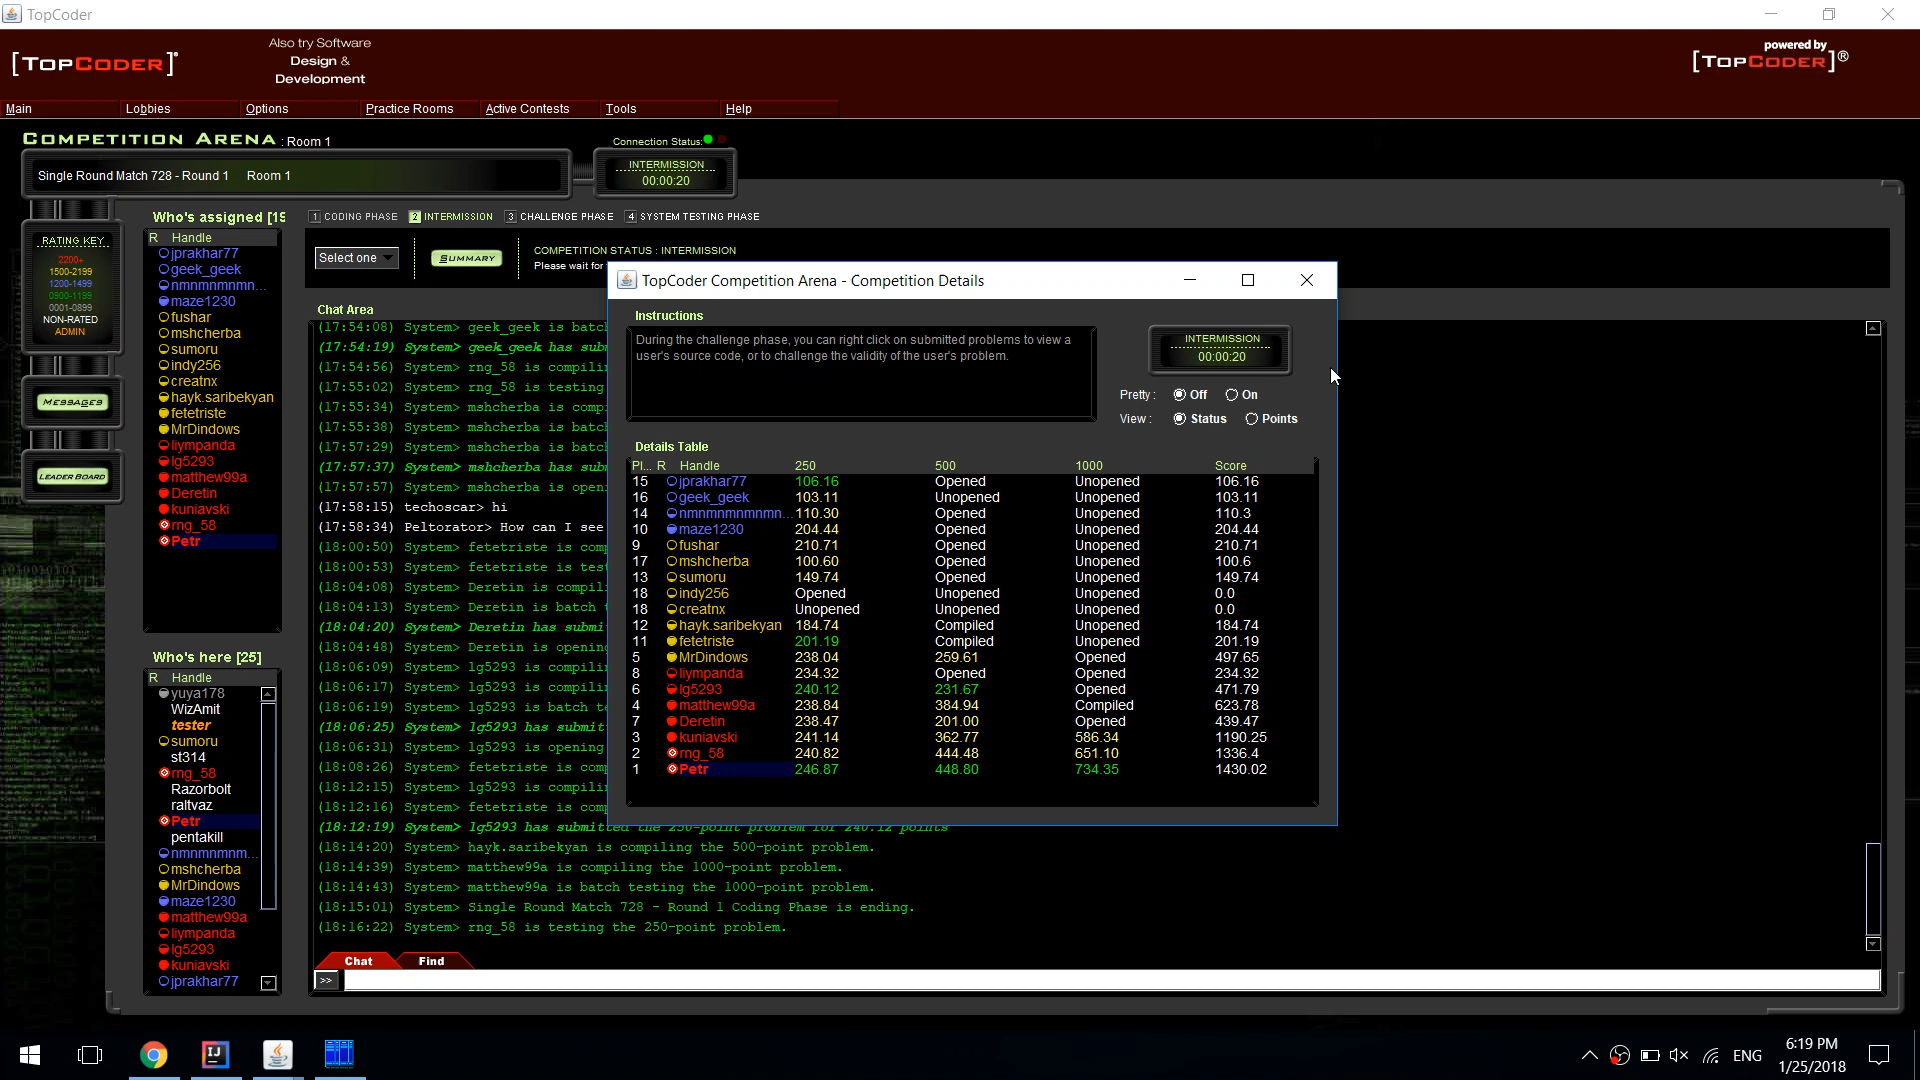 TopCoder
[TOPCODER]®
Also try Software
Design &
Development
powered by
[TOPCODER]®
Main
Lobbies
Options
Practice Rooms
Active Contests
Tools
Help
COMPETITION ARENA : Room 1
Connection Status:
Single Round Match 728 - Round 1 Room 1
INTERMISSION
00:00:20
Who's assigned [19
1 CODING PHASE 2 INTERMISSION 3 CHALLENGE PHASE 4 SYSTEM TESTING PHASE
RATING KEY
2200+
1500-2199
1200-1499
0900-1199
0001-0899
NON-RATED
ADMIN
MESSAGES
LEADER BOARD
R Handle
jprakhar77
geek_geek
nmnmnmnmn...
maze1230
fushar
mshcherba
sumoru
indy256
creatnx
hayk.saribekyan
fetetriste
MrDindows
liympanda
lg5293
matthew99a
Deretin
kuniavski
rng_58
Petr
Select one
SUMMARY
COMPETITION STATUS : INTERMISSION
Please wait for
Who's here [25]
R Handle
yuya178
WizAmit
tester
sumoru
st314
rng_58
Razorbolt
raltvaz
Petr
pentakill
nmnmnmnm...
mshcherba
MrDindows
maze1230
matthew99a
liympanda
lg5293
kuniavski
jprakhar77
Chat Area
(17:54:08) System> geek_geek is batch
(17:54:19) System> geek_geek has sub
(17:54:56) System> rng_58 is compili
(17:55:02) System> rng_58 is testing
(17:55:34) System> mshcherba is comp
(17:55:38) System> mshcherba is batc
(17:57:29) System> mshcherba is batc
(17:57:37) System> mshcherba has sub
(17:57:57) System> mshcherba is open
(17:58:15) techoscar> hi
(17:58:34) Peltorator> How can I see
(18:00:50) System> fetetriste is com
(18:00:53) System> fetetriste is tes
(18:04:08) System> Deretin is compil
(18:04:13) System> Deretin is batch
(18:04:20) System> Deretin has submi
(18:04:48) System> Deretin is opening
(18:06:09) System> lg5293 is compili
(18:06:17) System> lg5293 is compili
(18:06:19) System> lg5293 is batch te
(18:06:25) System> lg5293 has submit
(18:06:31) System> lg5293 is opening
(18:08:26) System> fetetriste is com
(18:12:15) System> lg5293 is compili
(18:12:16) System> fetetriste is com
(18:12:19) System> lg5293 has submitted the 250-point problem for 240.12 points
(18:14:20) System> hayk.saribekyan is compiling the 500-point problem.
(18:14:39) System> matthew99a is compiling the 1000-point problem.
(18:14:43) System> matthew99a is batch testing the 1000-point problem.
(18:15:01) System> Single Round Match 728 - Round 1 Coding Phase is ending.
(18:16:22) System> rng_58 is testing the 250-point problem.
Chat
Find
>>
TopCoder Competition Arena - Competition Details
Instructions
During the challenge phase, you can right click on submitted problems to view a
user's source code, or to challenge the validity of the user's problem.
INTERMISSION
00:00:20
Pretty: Off On
View: Status Points
Details Table
Pl... R Handle 250 500 1000 Score
15 jprakhar77 106.16 Opened Unopened 106.16
16 geek_geek 103.11 Unopened Unopened 103.11
14 nmnmnmnmnmn... 110.30 Opened Unopened 110.3
10 maze1230 204.44 Opened Unopened 204.44
9 fushar 210.71 Opened Unopened 210.71
17 mshcherba 100.60 Opened Unopened 100.6
13 sumoru 149.74 Opened Unopened 149.74
18 indy256 Opened Unopened Unopened 0.0
18 creatnx Unopened Unopened Unopened 0.0
12 hayk.saribekyan 184.74 Compiled Unopened 184.74
11 fetetriste 201.19 Compiled Unopened 201.19
5 MrDindows 238.04 259.61 Opened 497.65
8 liympanda 234.32 Opened Opened 234.32
6 lg5293 240.12 231.67 Opened 471.79
4 matthew99a 238.84 384.94 Compiled 623.78
7 Deretin 238.47 201.00 Opened 439.47
3 kuniavski 241.14 362.77 586.34 1190.25
2 rng_58 240.82 444.48 651.10 1336.4
1 Petr 246.87 448.80 734.35 1430.02
ENG
6:19 PM
1/25/2018